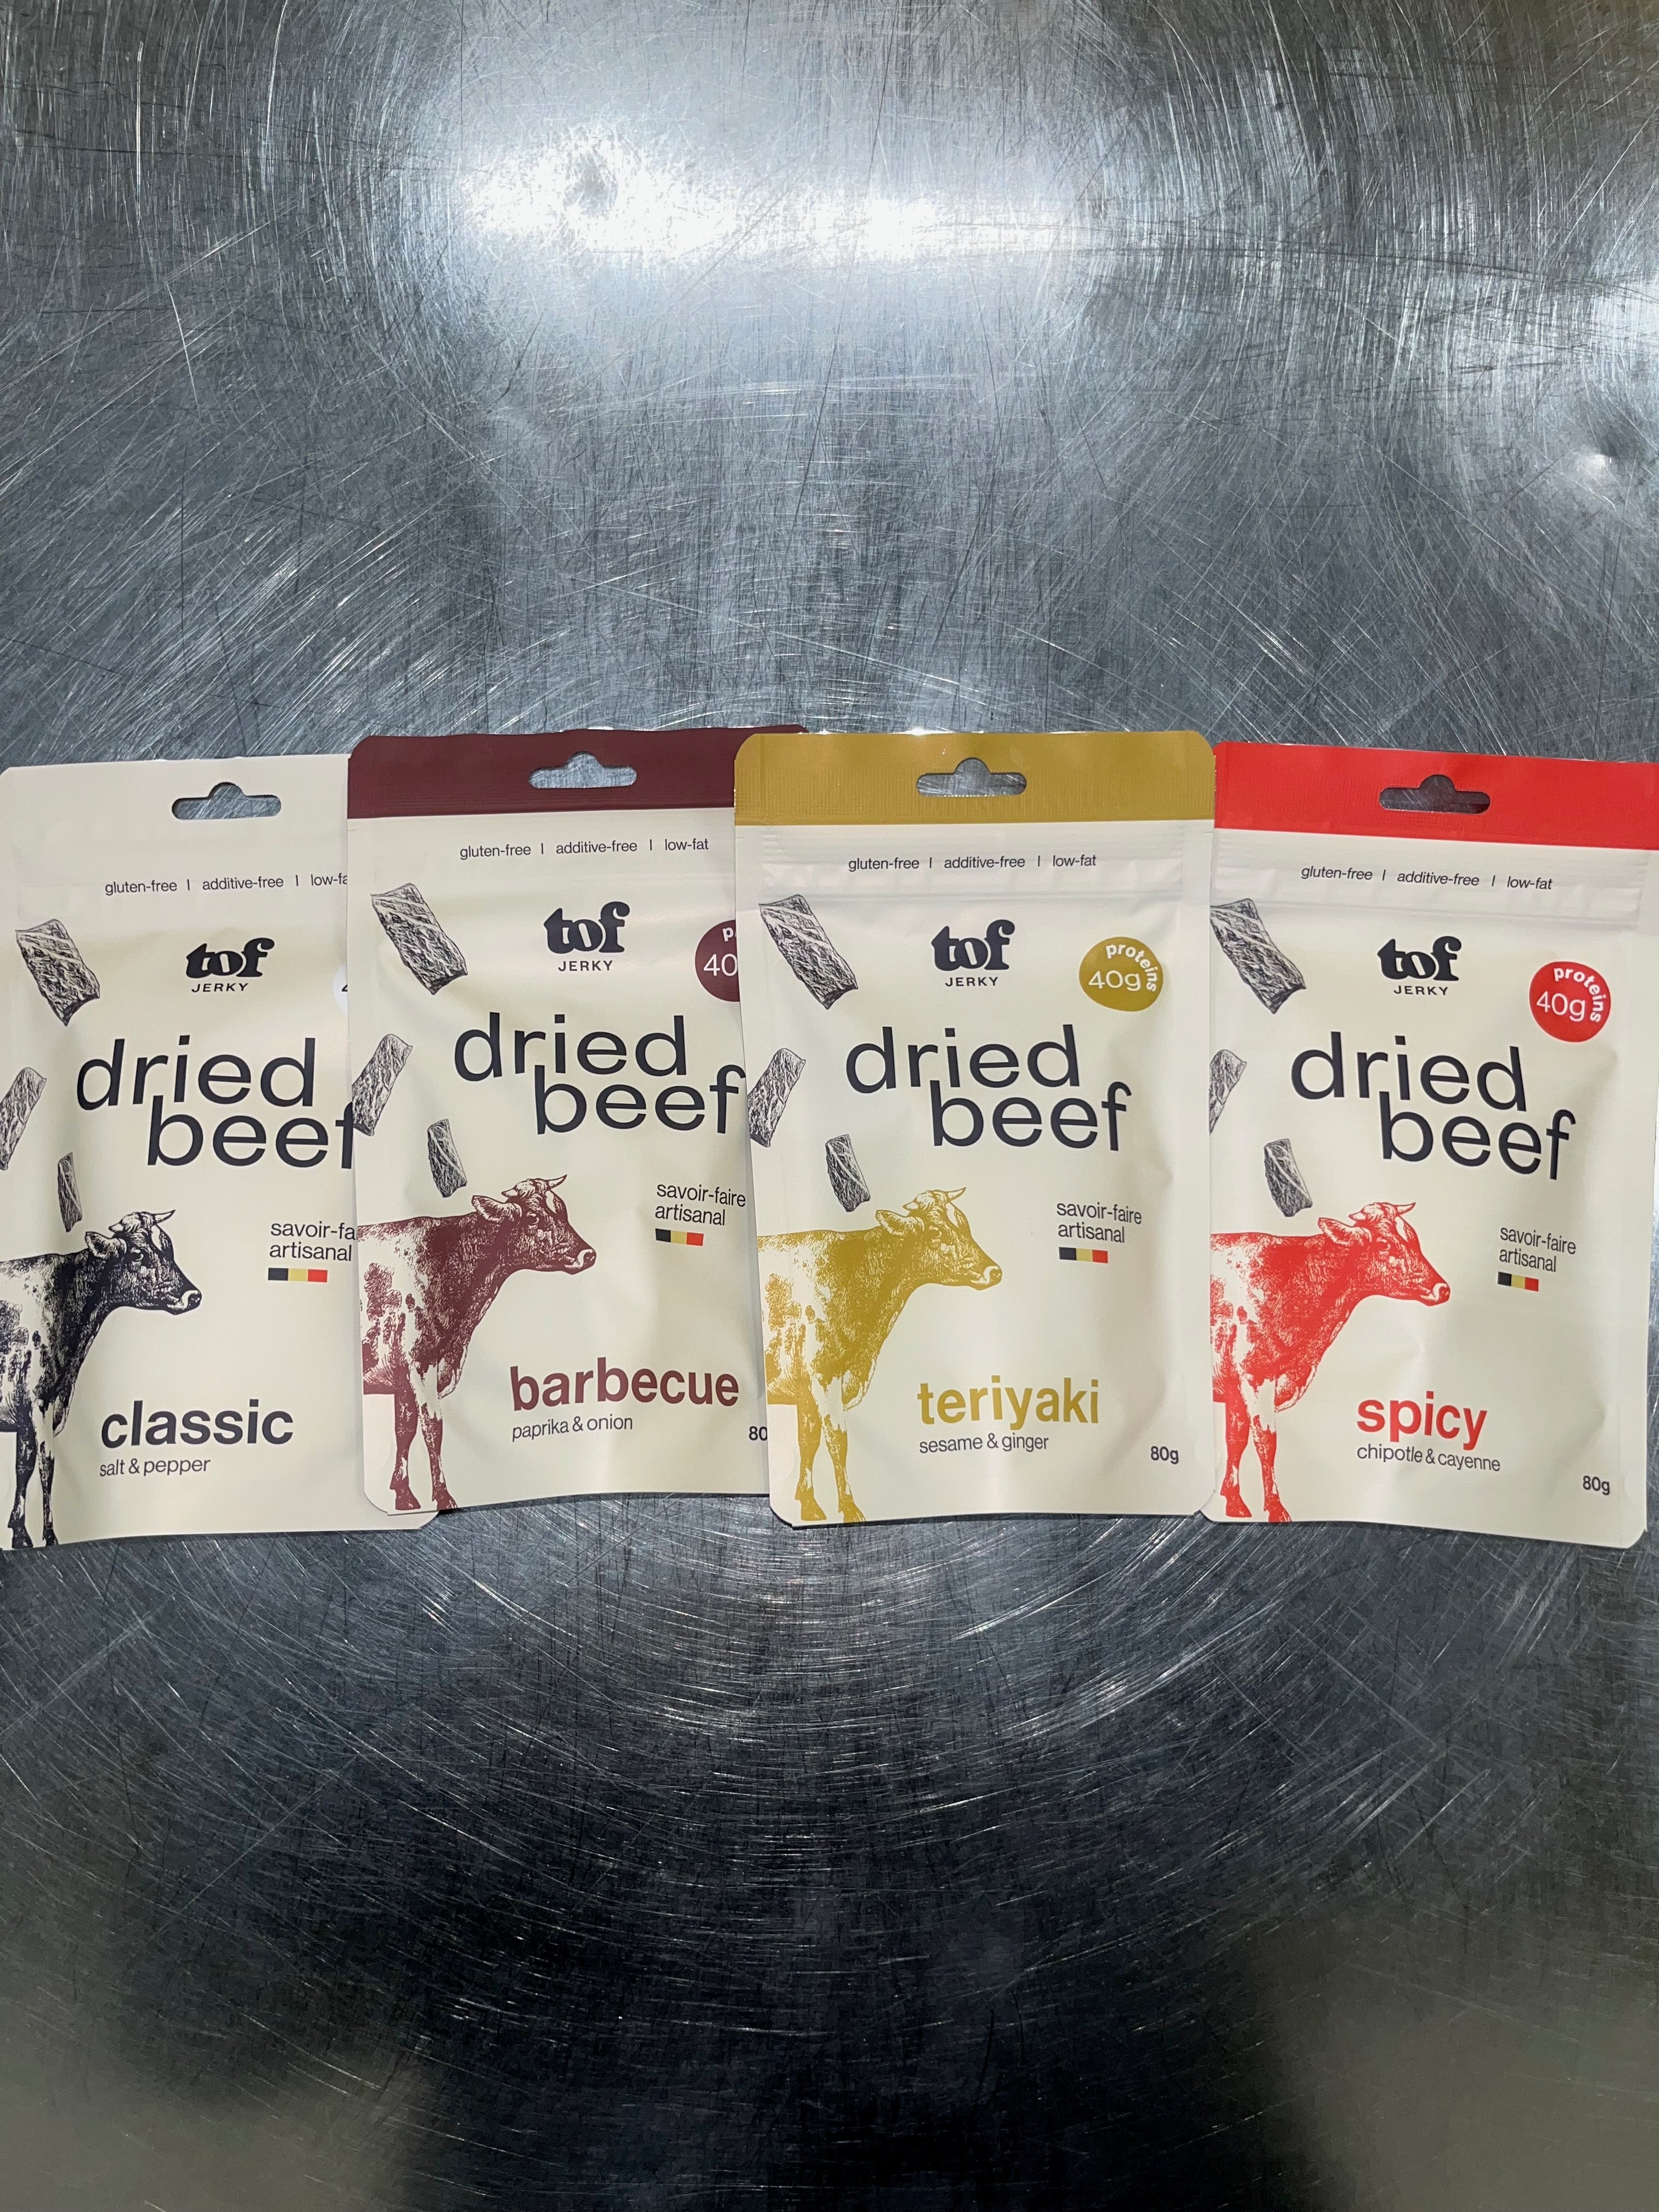 gluten-free | additive-free | low-fa
tof
JERKY
dried
beef
savoir-fa
artisanal
classic
salt & pepper
gluten-free | additive-free | low-fat
tof
JERKY
p
40
dried
beef
savoir-faire
artisanal
barbecue
paprika & onion
80
gluten-free | additive-free | low-fat
tof
JERKY
proteins
40g
dried
beef
savoir-faire
artisanal
teriyaki
sesame & ginger
80g
gluten-free | additive-free | low-fat
tof
JERKY
proteins
40g
dried
beef
savoir-faire
artisanal
spicy
chipotle & cayenne
80g